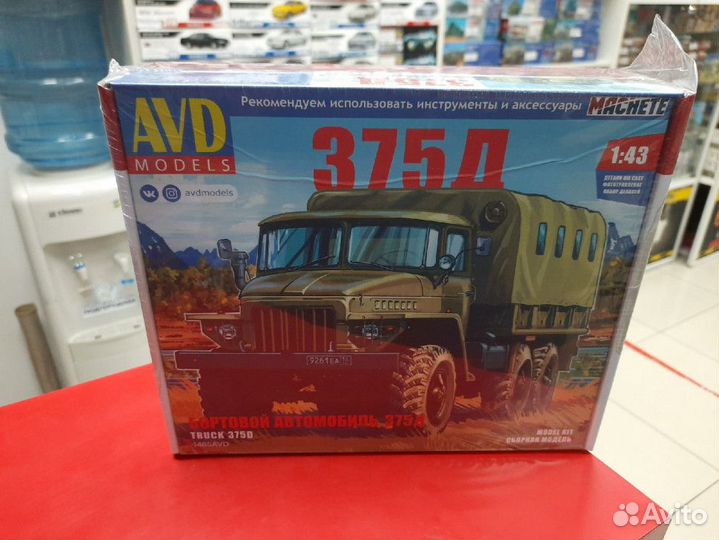 Рекомендуем использовать инструменты и аксессуары
MACHETE
AVD
MODELS
375Д
1:43
avdmodels
9261
БОРТОВОЙ АВТОМОБИЛЬ 375Д
TRUCK 375D
1465AVD
MODEL KIT
СБОРНАЯ МОДЕЛЬ
Avito